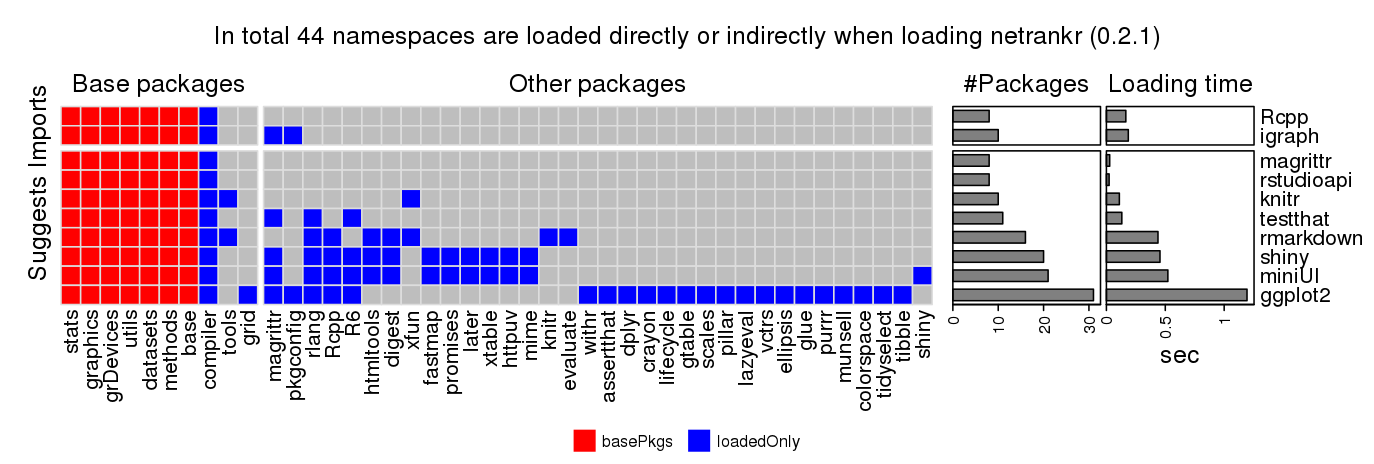 In total 44 namespaces are loaded directly or indirectly when loading netrankr (0.2.1)
Base packages
Other packages
#Packages
Loading time
Imports
Suggests
Rcpp
igraph
magrittr
rstudioapi
knitr
testthat
rmarkdown
shiny
miniUI
ggplot2
stats
graphics
grDevices
utils
datasets
methods
base
compiler
tools
grid
magrittr
pkgconfig
rlang
Rcpp
R6
htmltools
digest
xfun
fastmap
promises
later
xtable
httpuv
mime
knitr
evaluate
withr
assertthat
dplyr
crayon
lifecycle
gtable
scales
pillar
lazyeval
vctrs
ellipsis
glue
purrr
munsell
colorspace
tidyselect
tibble
shiny
0
10
20
30
0
0.5
1
sec
basePkgs
loadedOnly